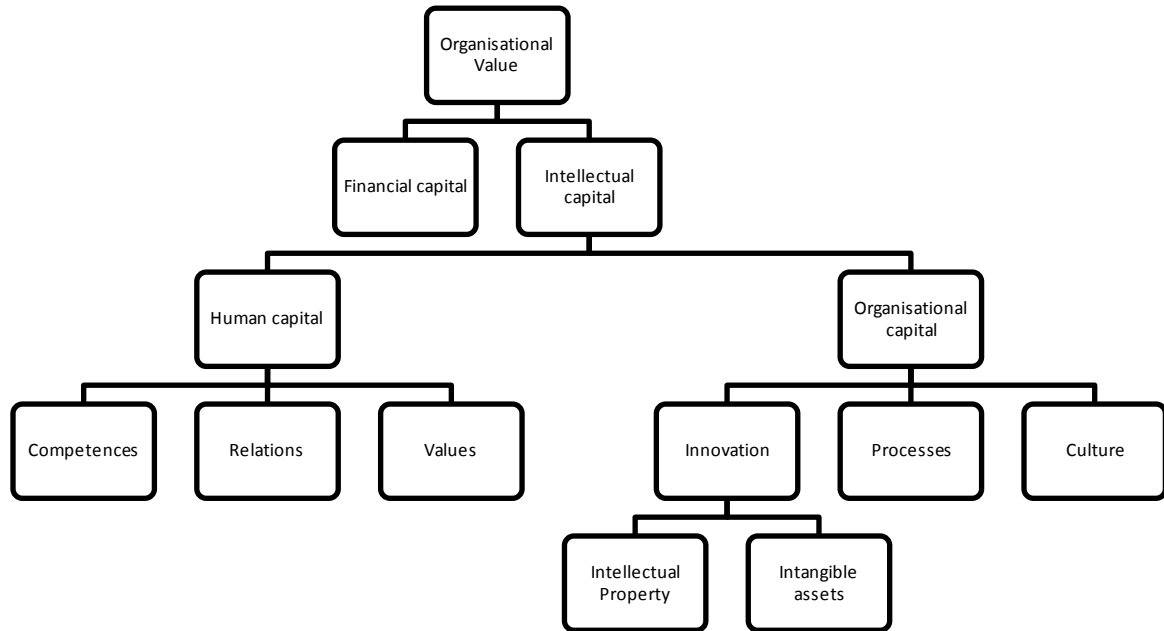 Organisational
Value
Financial capital
Intellectual
capital
Human capital
Organisational
capital
Competences
Relations
Values
Innovation
Processes
Culture
Intellectual
Property
Intangible
assets